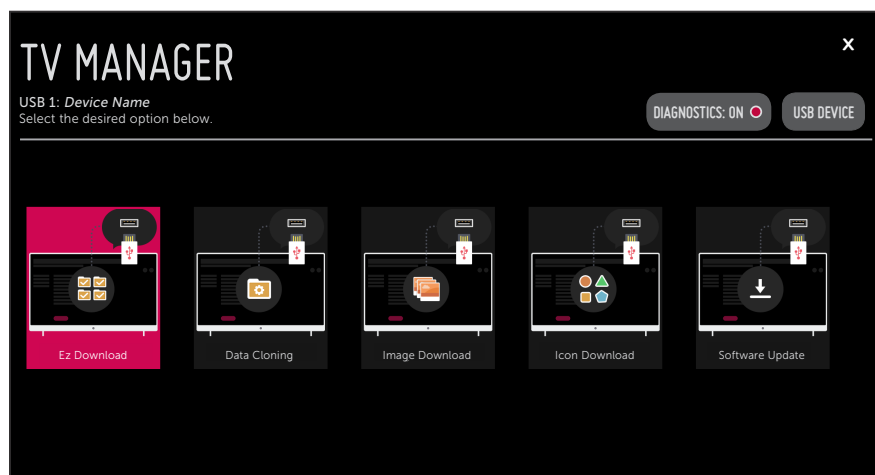 TV MANAGER
X
USB 1: Device Name
Select the desired option below.
DIAGNOSTICS: ON
USB DEVICE
Ez Download
Data Cloning
Image Download
Icon Download
Software Update